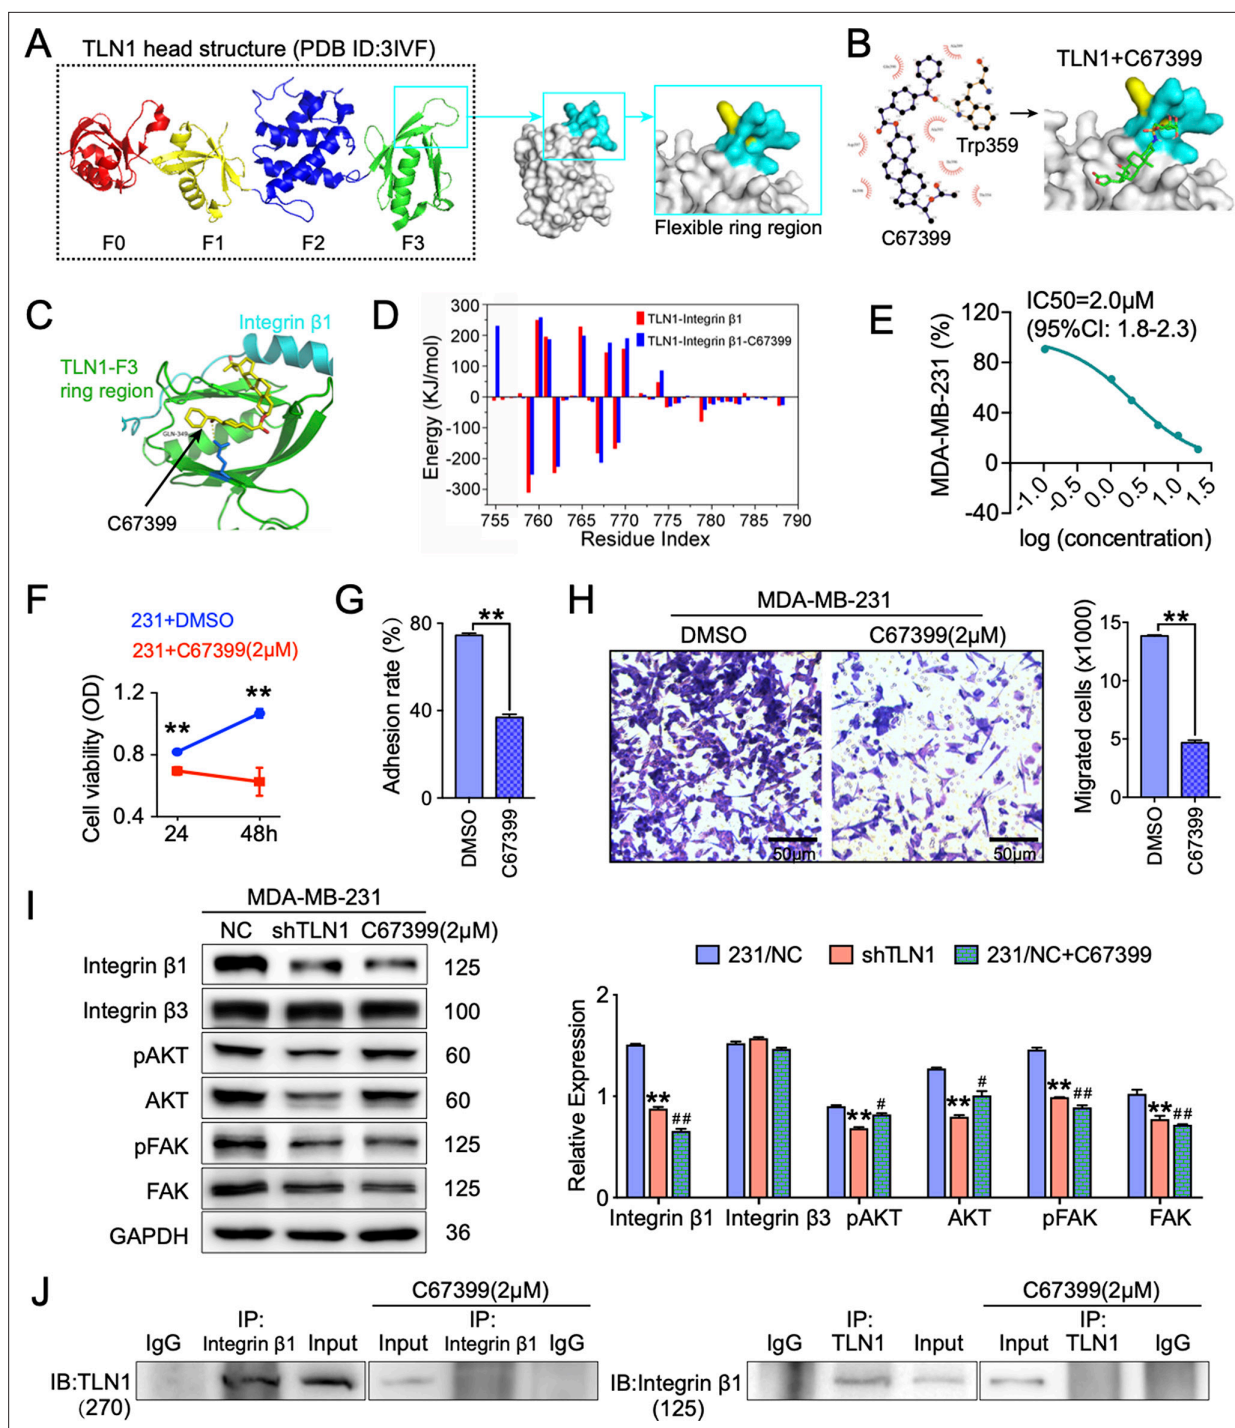 A
TLN1 head structure (PDB ID:3IVF)
F0
F1
F2
F3
Flexible ring region
B
TLN1+C67399
Trp359
C67399
C
Integrin β1
TLN1-F3
ring region
GLN-349
C67399
D
TLN1-Integrin β1
TLN1-Integrin β1-C67399
Energy (KJ/mol)
300
200
100
0
-100
-200
-300
755 760 765 770 775 780 785 790
Residue Index
E
IC50=2.0μM
(95%CI: 1.8-2.3)
MDA-MB-231 (%)
120
80
40
0
-40
-1.0 -0.5 0.0 0.5 1.0 1.5
log (concentration)
F
231+DMSO
231+C67399(2μM)
Cell viability (OD)
1.2
0.8
0.4
**
**
24 48h
G
Adhesion rate (%)
80
40
0
**
DMSO
C67399
H
MDA-MB-231
DMSO
C67399(2μM)
50μm
50μm
Migrated cells (x1000)
15
10
5
0
**
DMSO
C67399
I
MDA-MB-231
NC shTLN1 C67399(2μM)
Integrin β1 125
Integrin β3 100
pAKT 60
AKT 60
pFAK 125
FAK 125
GAPDH 36
231/NC shTLN1 231/NC+C67399
Relative Expression
2
1
0
** ##
** #
** #
** ##
** ##
Integrin β1 Integrin β3 pAKT AKT pFAK FAK
J
C67399(2μM)
IgG
IP:
Integrin β1
Input
Input
IP:
Integrin β1
IgG
IB:TLN1
(270)
C67399(2μM)
IgG
IP:
TLN1
Input
Input
IP:
TLN1
IgG
IB:Integrin β1
(125)